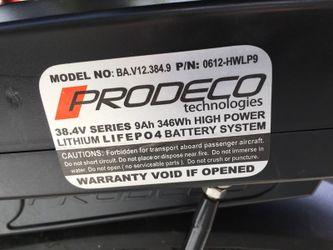 MODEL NO: BA.V12.384.9 P/N: 0612-HWLP9
PRODECO
technologies
38.4V SERIES 9Ah 346Wh HIGH POWER
LITHIUM LIFEPO4 BATTERY SYSTEM
CAUTIONS: Forbidden for transport aboard passenger aircraft.
Do not short circuit. Do not place or dispose near fire. Do not immerse in
water. Do not open ( no serviceable parts ). Do not crush or puncture.
WARRANTY VOID IF OPENED